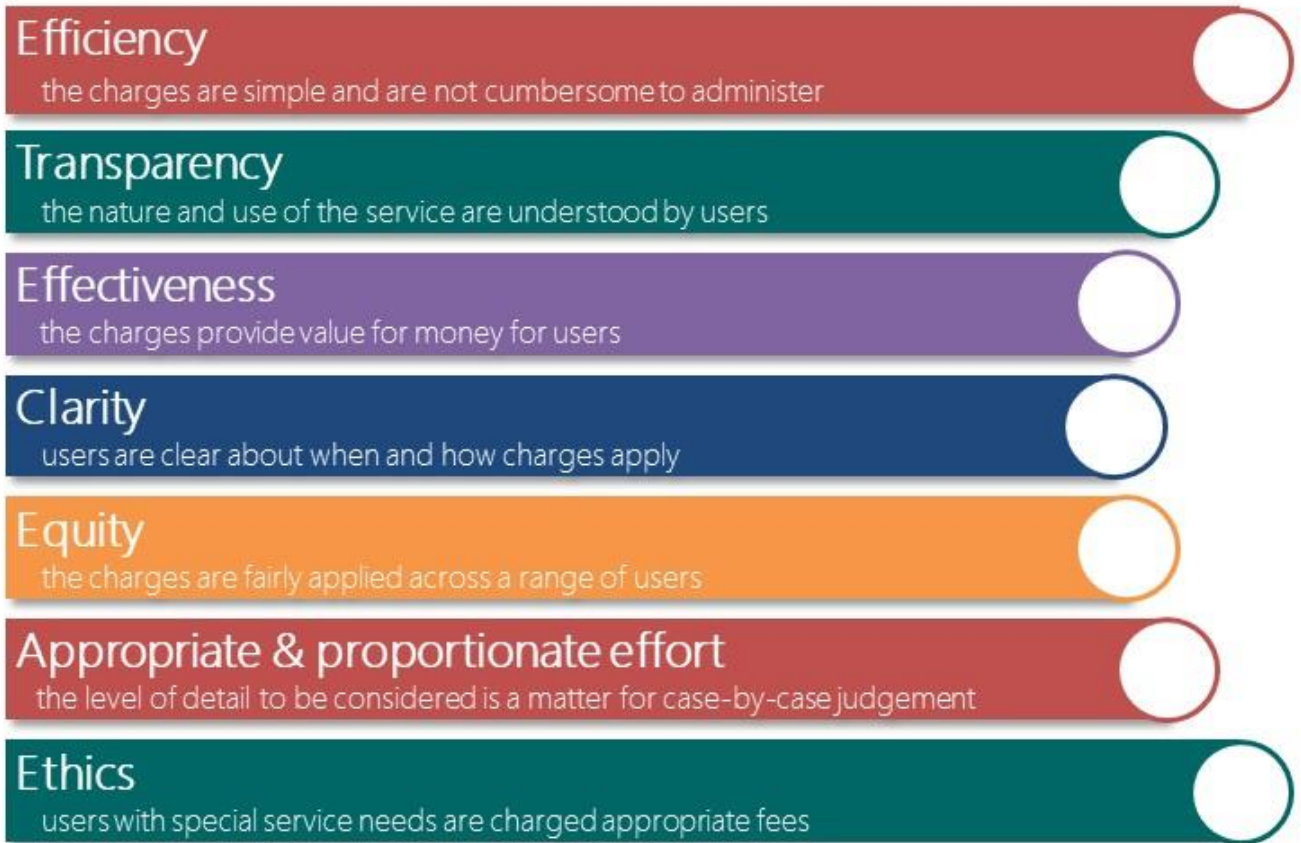 Efficiency
the charges are simple and are not cumbersome to administer
Transparency
the nature and use of the service are understood by users
Effectiveness
the charges provide value for money for users
Clarity
users are clear about when and how charges apply
Equity
the charges are fairly applied across a range of users
Appropriate & proportionate effort
the level of detail to be considered is a matter for case-by-case judgement
Ethics
users with special service needs are charged appropriate fees